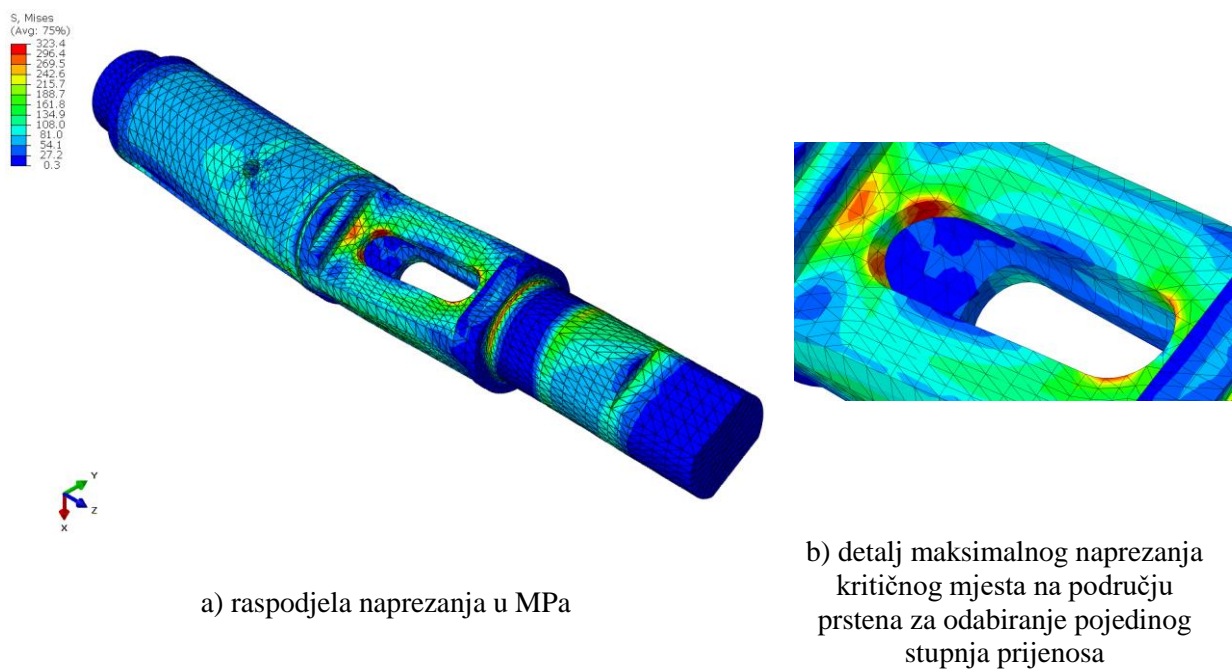 S, Mises
(Avg: 75%)
323.4
296.4
269.5
242.6
215.7
188.7
161.8
134.9
108.0
81.0
54.1
27.2
0.3
Y
Z
X
a) raspodjela naprezanja u MPa
b) detalj maksimalnog naprezanja
kritičnog mjesta na području
prstena za odabiranje pojedinog
stupnja prijenosa